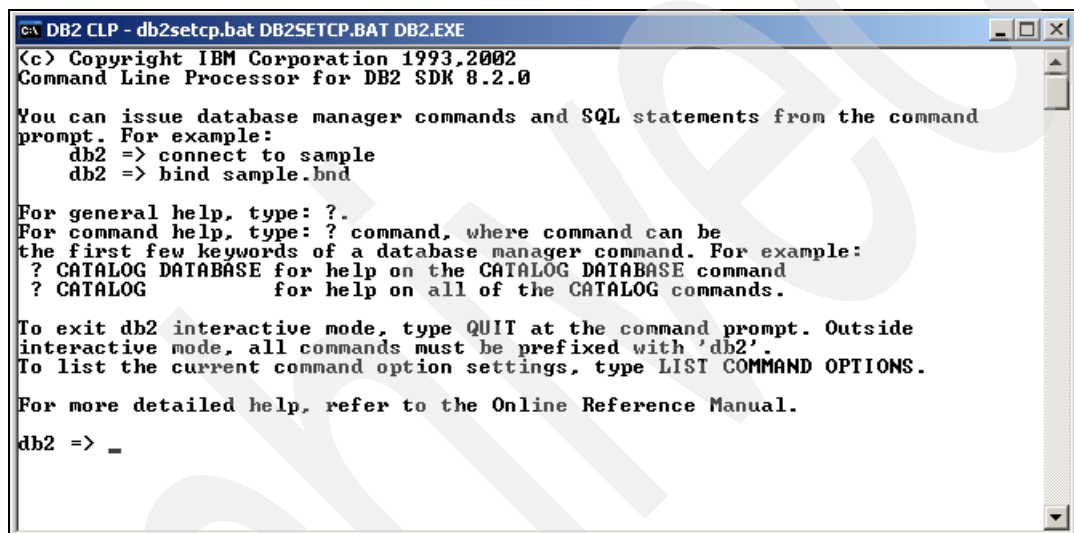 DB2 CLP - db2setcp.bat DB2SETCP.BAT DB2.EXE
(c) Copyright IBM Corporation 1993,2002
Command Line Processor for DB2 SDK 8.2.0
You can issue database manager commands and SQL statements from the command
prompt. For example:
db2 => connect to sample
db2 => bind sample.bnd
For general help, type: ?.
For command help, type: ? command, where command can be
the first few keywords of a database manager command. For example:
? CATALOG DATABASE for help on the CATALOG DATABASE command
? CATALOG for help on all of the CATALOG commands.
To exit db2 interactive mode, type QUIT at the command prompt. Outside
interactive mode, all commands must be prefixed with 'db2'.
To list the current command option settings, type LIST COMMAND OPTIONS.
For more detailed help, refer to the Online Reference Manual.
db2 => _